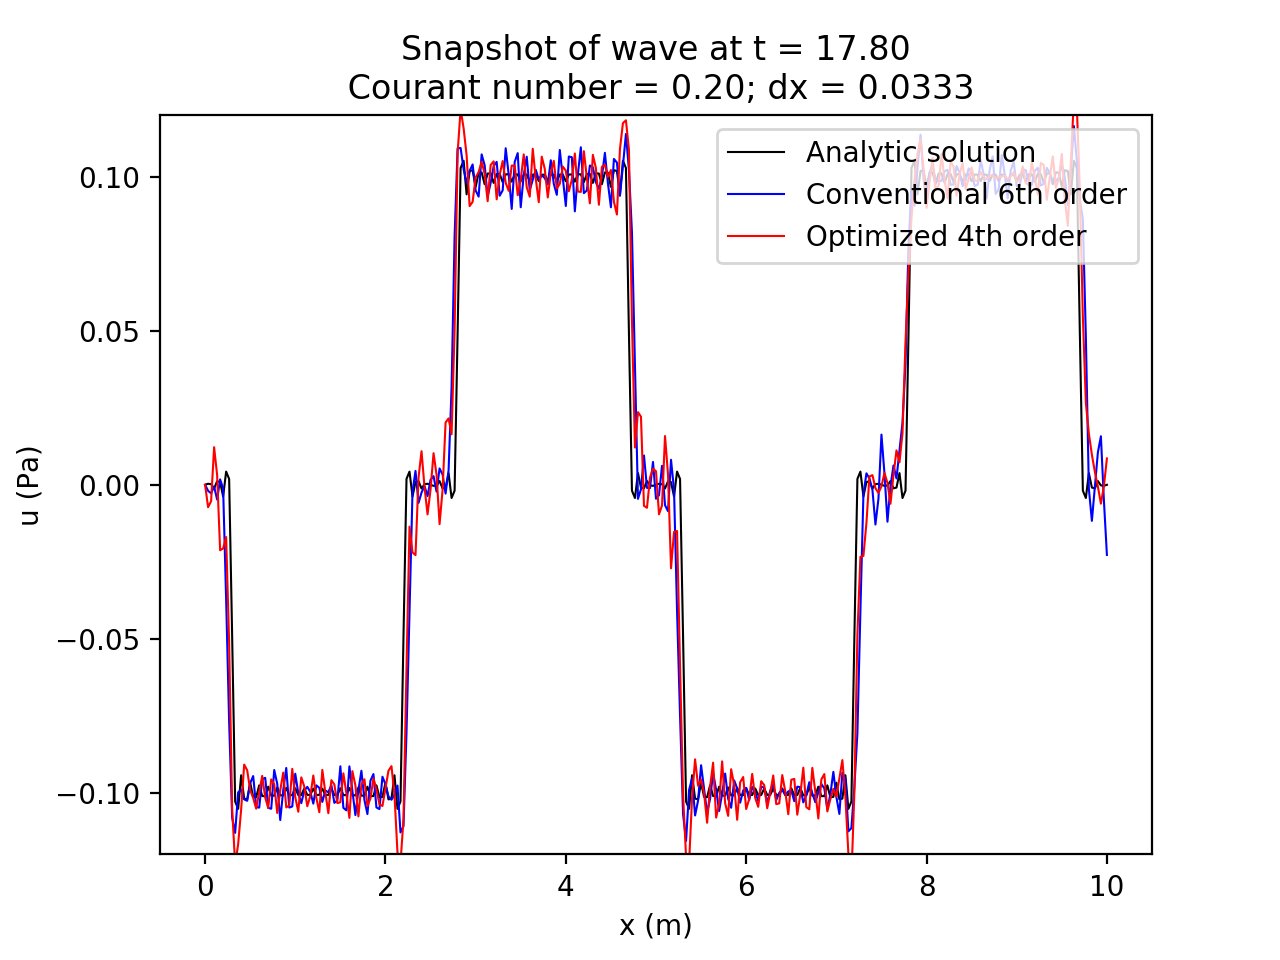 Snapshot of wave at t = 17.80
Courant number = 0.20; dx = 0.0333
Analytic solution
Conventional 6th order
Optimized 4th order
u (Pa)
0.10
0.05
0.00
−0.05
−0.10
0 2 4 6 8 10
x (m)